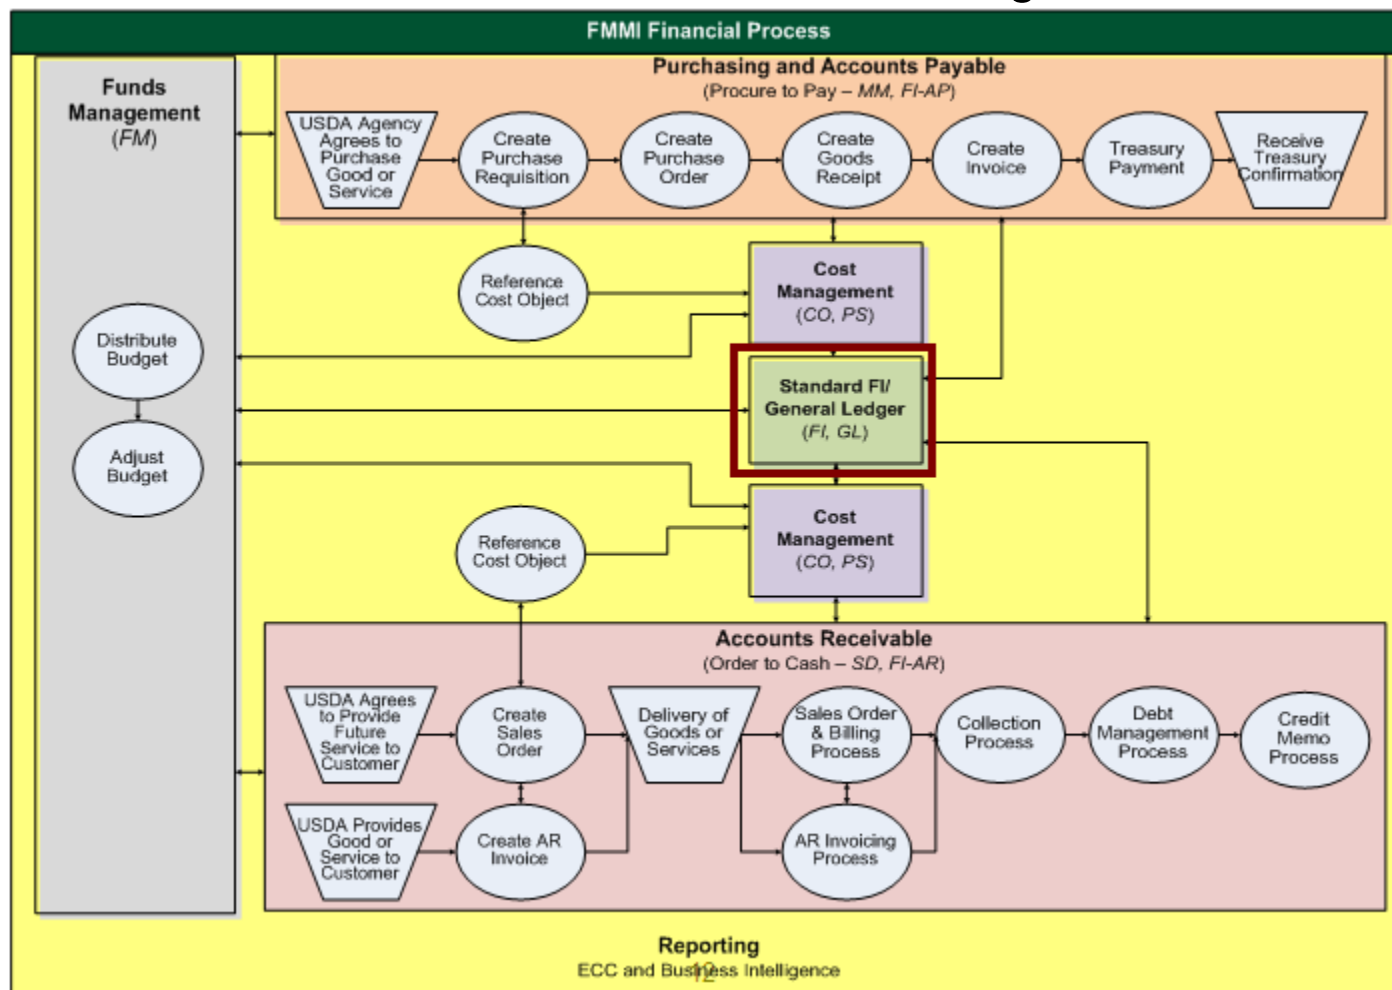 FMMI Financial Process
Funds
Management
(FM)
Distribute
Budget
Adjust
Budget
Purchasing and Accounts Payable
(Procure to Pay – MM, FI-AP)
USDA Agency
Agrees to
Purchase
Good or
Service
Create
Purchase
Requisition
Create
Purchase
Order
Create
Goods
Receipt
Create
Invoice
Treasury
Payment
Receive
Treasury
Confirmation
Reference
Cost Object
Cost
Management
(CO, PS)
Standard FI/
General Ledger
(FI, GL)
Cost
Management
(CO, PS)
Reference
Cost Object
Accounts Receivable
(Order to Cash – SD, FI-AR)
USDA Agrees
to Provide
Future
Service to
Customer
Create
Sales
Order
Delivery of
Goods or
Services
Sales Order
& Billing
Process
Collection
Process
Debt
Management
Process
Credit
Memo
Process
USDA Provides
Good or
Service to
Customer
Create AR
Invoice
AR Invoicing
Process
Reporting
ECC and Business Intelligence
12